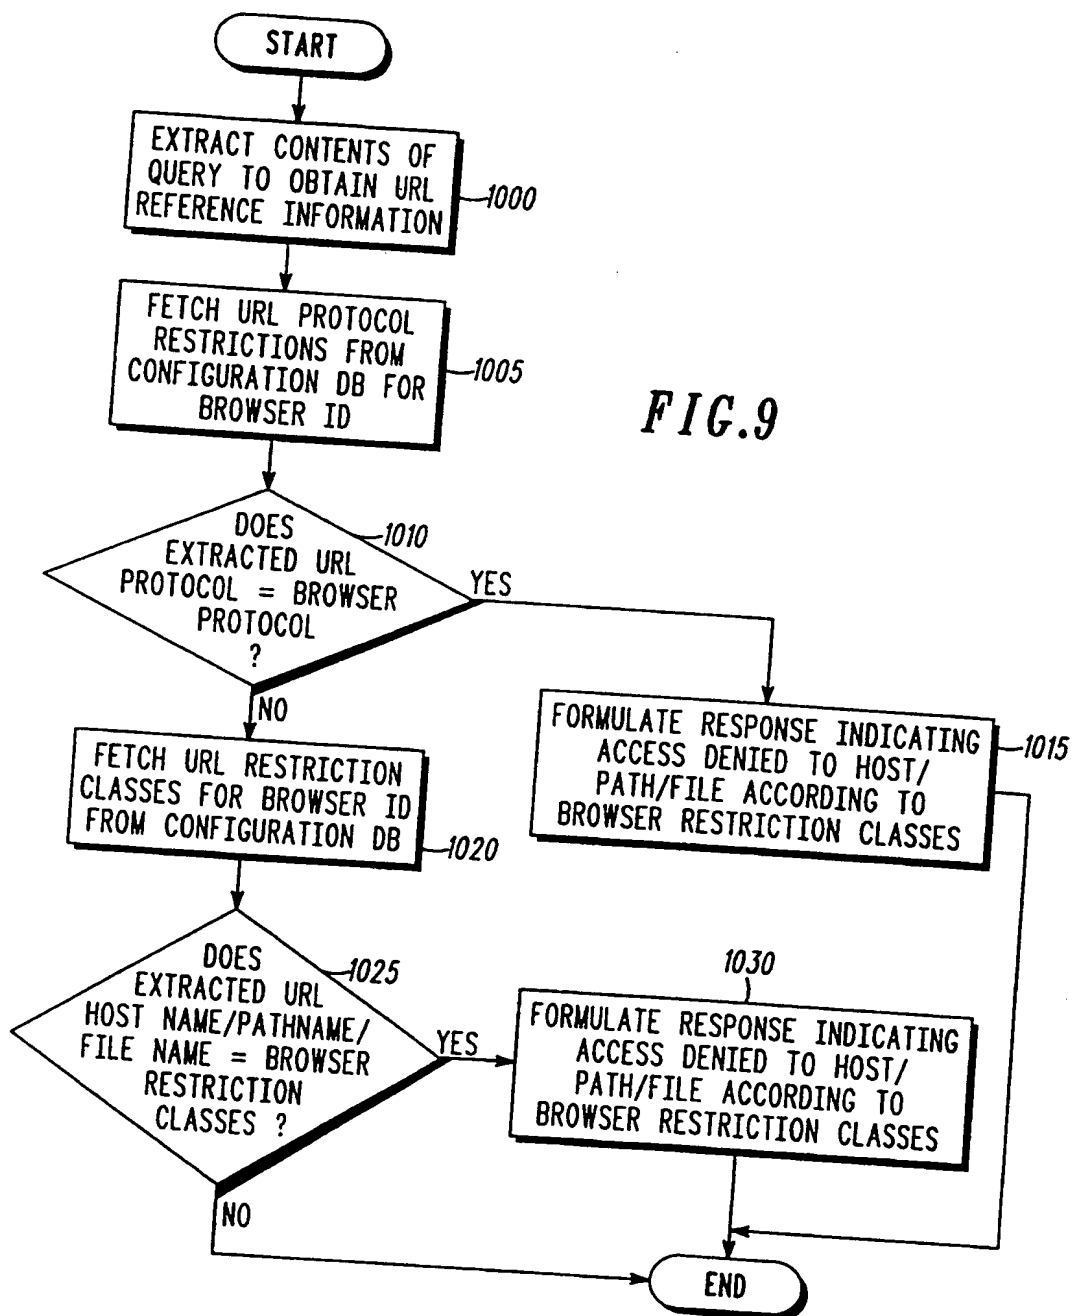 START
EXTRACT CONTENTS OF
QUERY TO OBTAIN URL
REFERENCE INFORMATION
1000
FETCH URL PROTOCOL
RESTRICTIONS FROM
CONFIGURATION DB FOR
BROWSER ID
1005
FIG.9
DOES
EXTRACTED URL
PROTOCOL = BROWSER
PROTOCOL
?
1010
YES
NO
FORMULATE RESPONSE INDICATING
ACCESS DENIED TO HOST/
PATH/FILE ACCORDING TO
BROWSER RESTRICTION CLASSES
1015
FETCH URL RESTRICTION
CLASSES FOR BROWSER ID
FROM CONFIGURATION DB
1020
DOES
EXTRACTED URL
HOST NAME/PATHNAME/
FILE NAME = BROWSER
RESTRICTION
CLASSES ?
1025
YES
1030
FORMULATE RESPONSE INDICATING
ACCESS DENIED TO HOST/
PATH/FILE ACCORDING TO
BROWSER RESTRICTION CLASSES
NO
END